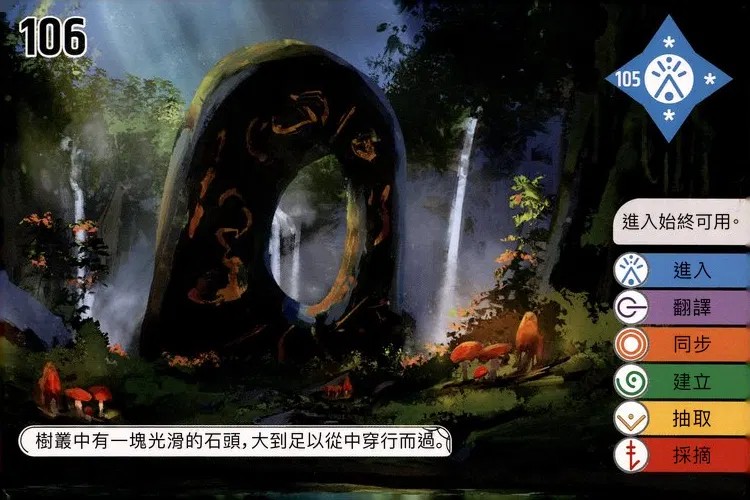 106
105
進入始終可用。
進入
翻譯
同步
建立
抽取
採摘
樹叢中有一塊光滑的石頭,大到足以從中穿行而過。